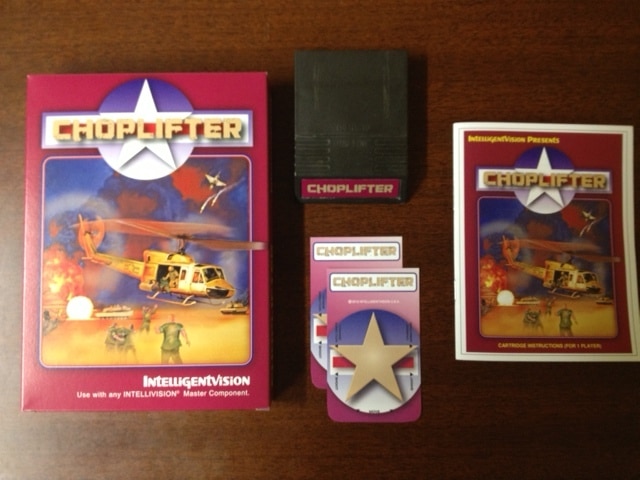 CHOPLIFTER
INTELLIGENTVISION
Use with any INTELLIVISION® Master Component.
CHOPLIFTER
CHOPLIFTER
CHOPLIFTER
INTELLIGENTVISION PRESENTS
CHOPLIFTER
CARTRIDGE INSTRUCTIONS (FOR 1 PLAYER)